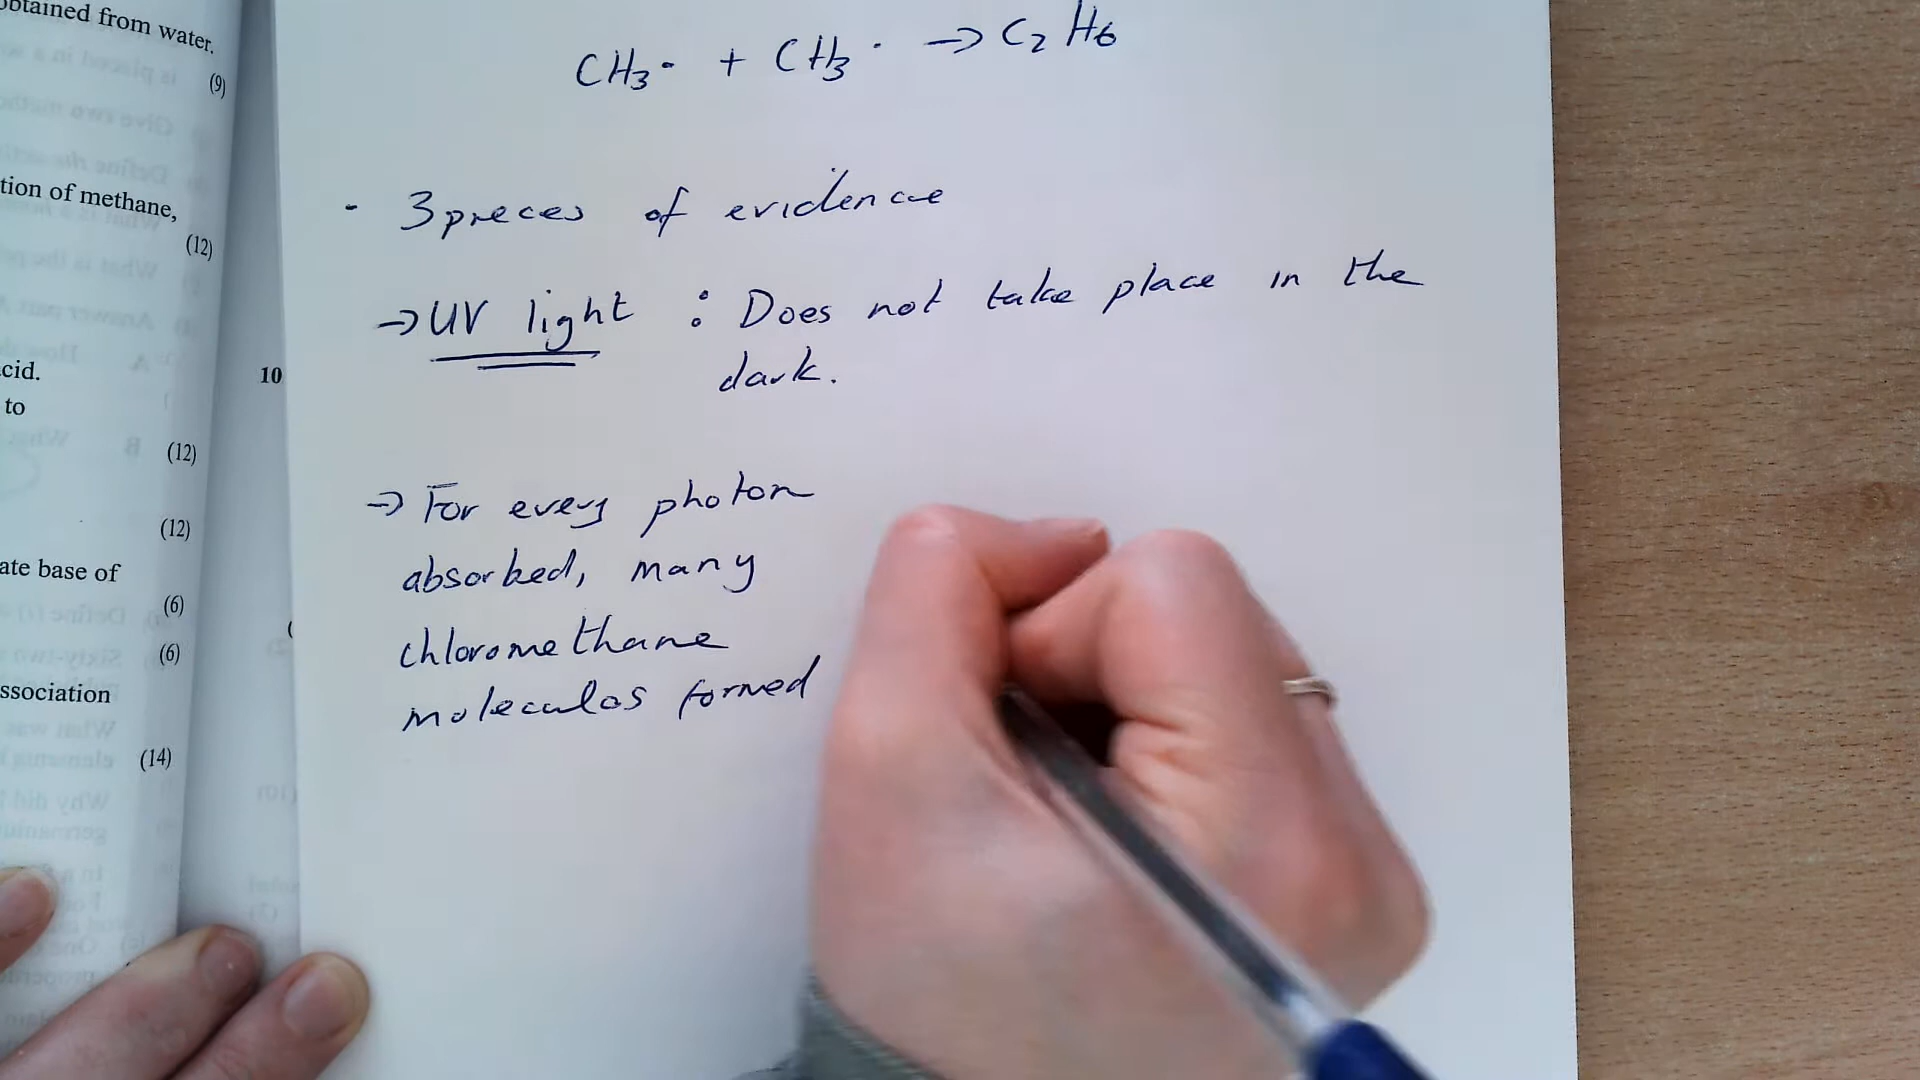 obtained from water.
(9)
CH3· + CH3· → C2H6
tion of methane,
(12)
· 3 pieces of evidence
→ UV light : Does not take place in the
dark.
cid.
to
10
(12)
(12)
→ For every photon
absorbed, many
chloromethane
molecules formed
ate base of
(6)
(6)
ssociation
(14)